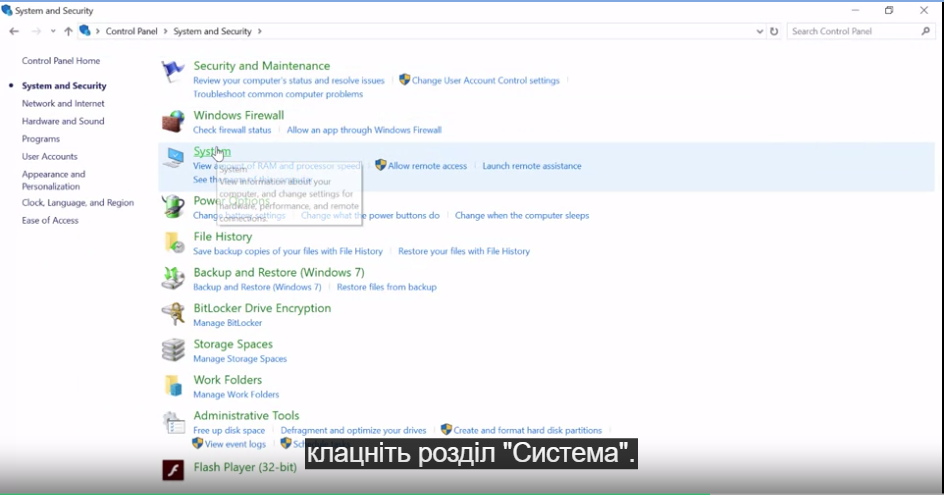 System and Security
Control Panel > System and Security >
Search Control Panel
Control Panel Home
System and Security
Network and Internet
Hardware and Sound
Programs
User Accounts
Appearance and
Personalization
Clock, Language, and Region
Ease of Access
Security and Maintenance
Review your computer's status and resolve issues
Change User Account Control settings
Troubleshoot common computer problems
Windows Firewall
Check firewall status
Allow an app through Windows Firewall
System
View amount of RAM and processor speed
Allow remote access
Launch remote assistance
See the name of this computer
System
View information about your
computer, and change settings for
hardware, performance, and remote
connections.
Power Options
Change battery settings
Change what the power buttons do
Change when the computer sleeps
File History
Save backup copies of your files with File History
Restore your files with File History
Backup and Restore (Windows 7)
Backup and Restore (Windows 7)
Restore files from backup
BitLocker Drive Encryption
Manage BitLocker
Storage Spaces
Manage Storage Spaces
Work Folders
Manage Work Folders
Administrative Tools
Free up disk space
Defragment and optimize your drives
Create and format hard disk partitions
View event logs
Flash Player (32-bit)
клацніть розділ "Система".